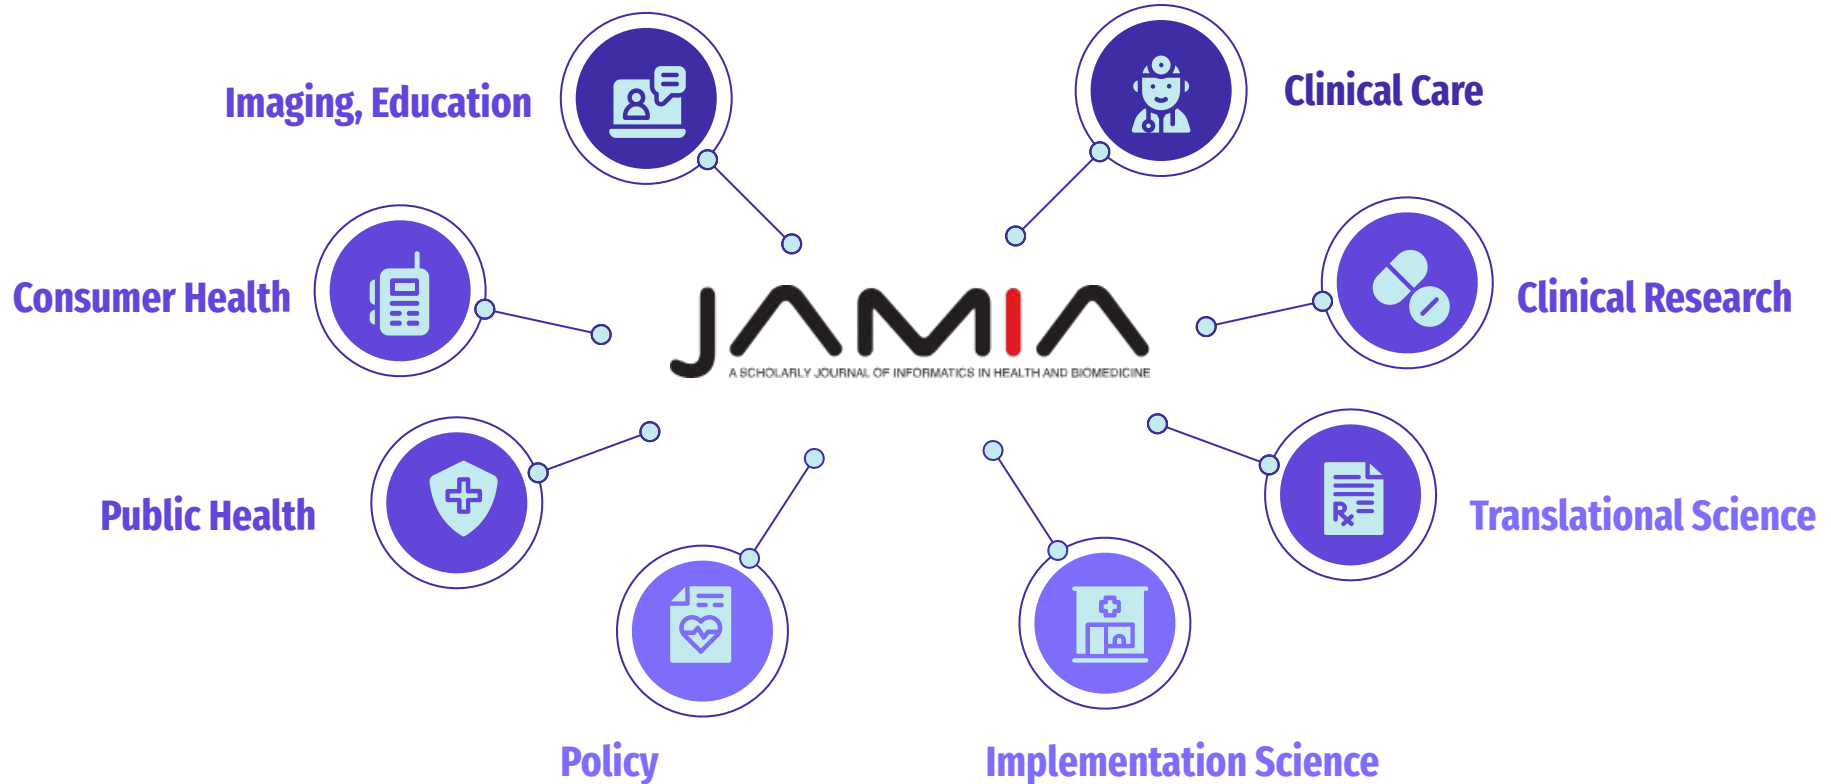 Imaging, Education
Clinical Care
Consumer Health
Clinical Research
JAMIA
A SCHOLARLY JOURNAL OF INFORMATICS IN HEALTH AND BIOMEDICINE
Public Health
Rx
Translational Science
Policy
Implementation Science